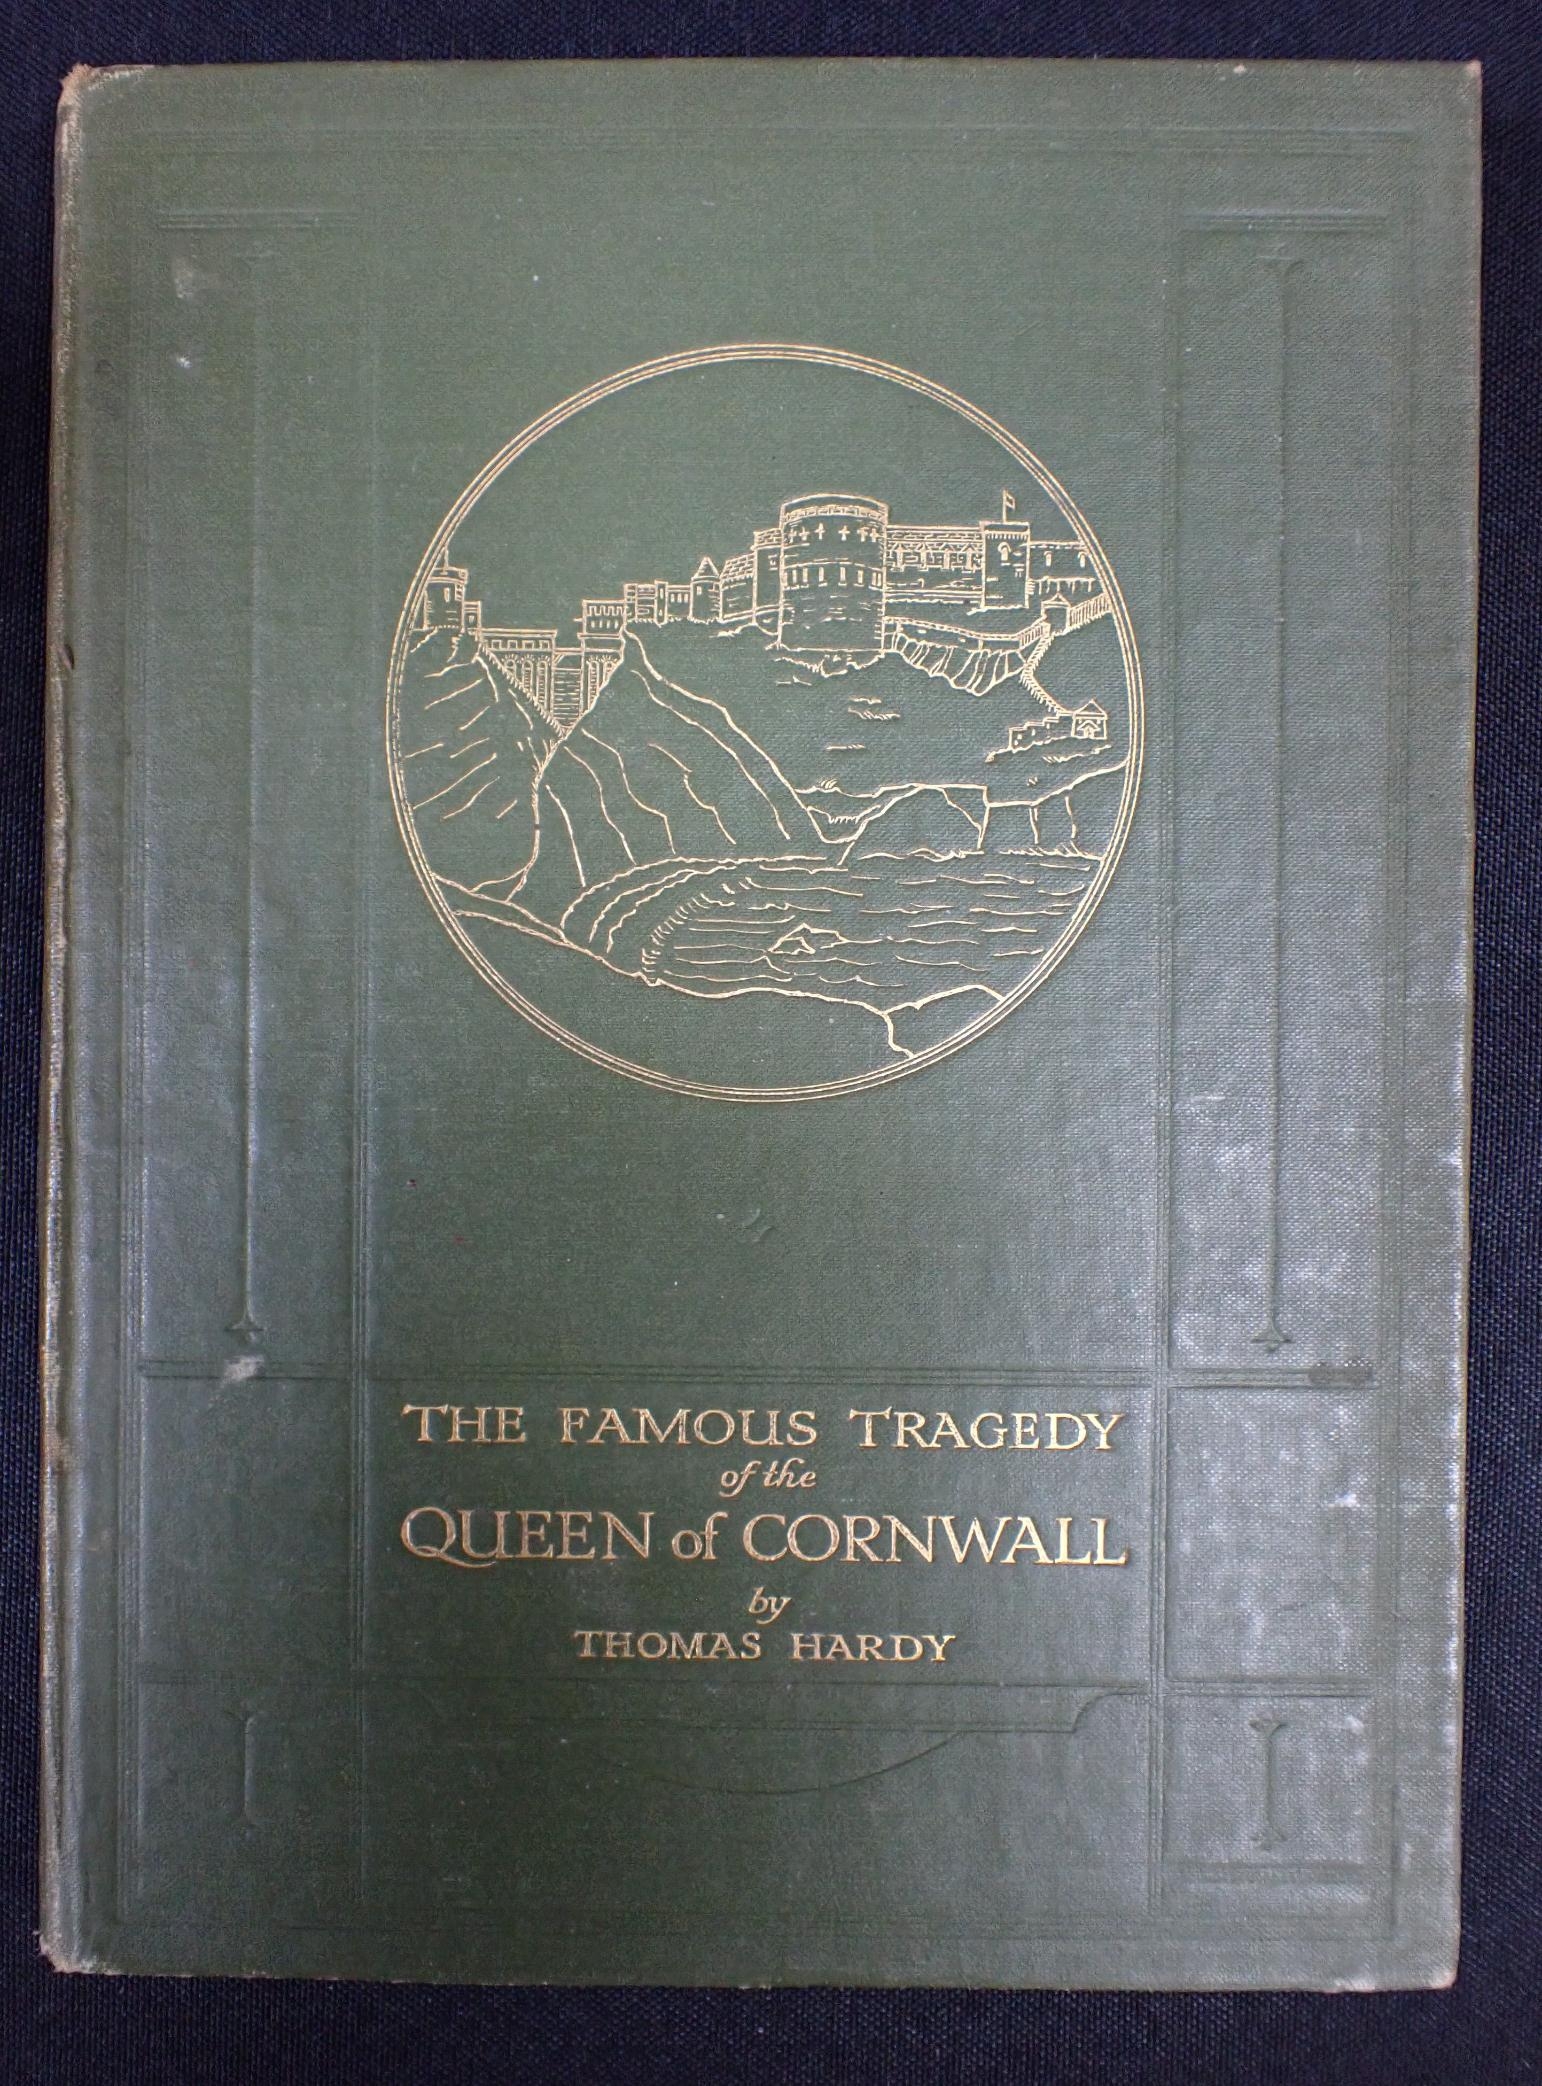 THE FAMOUS TRAGEDY
of the
QUEEN of CORNWALL
by
THOMAS HARDY